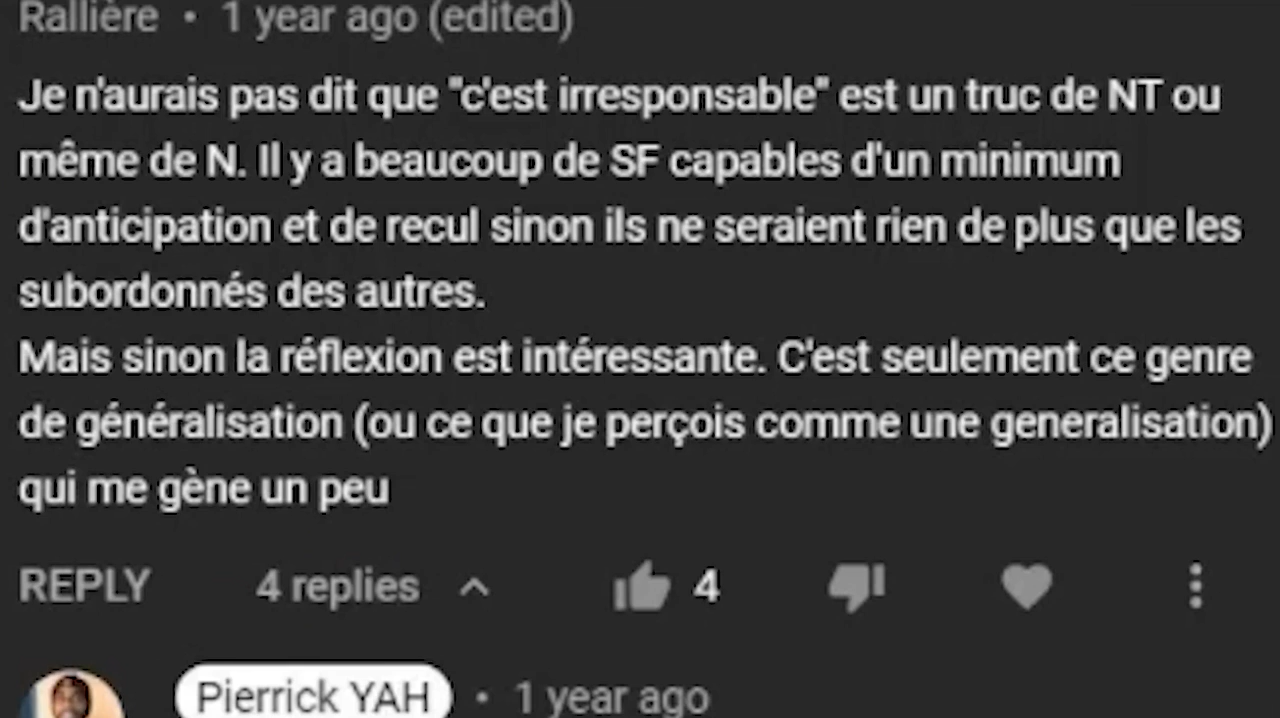 Rallière • 1 year ago (edited)
Je n'aurais pas dit que "c'est irresponsable" est un truc de NT ou
même de N. Il y a beaucoup de SF capables d'un minimum
d'anticipation et de recul sinon ils ne seraient rien de plus que les
subordonnés des autres.
Mais sinon la réflexion est intéressante. C'est seulement ce genre
de généralisation (ou ce que je perçois comme une generalisation)
qui me gène un peu
REPLY 4 replies 4
Pierrick YAH • 1 year ago